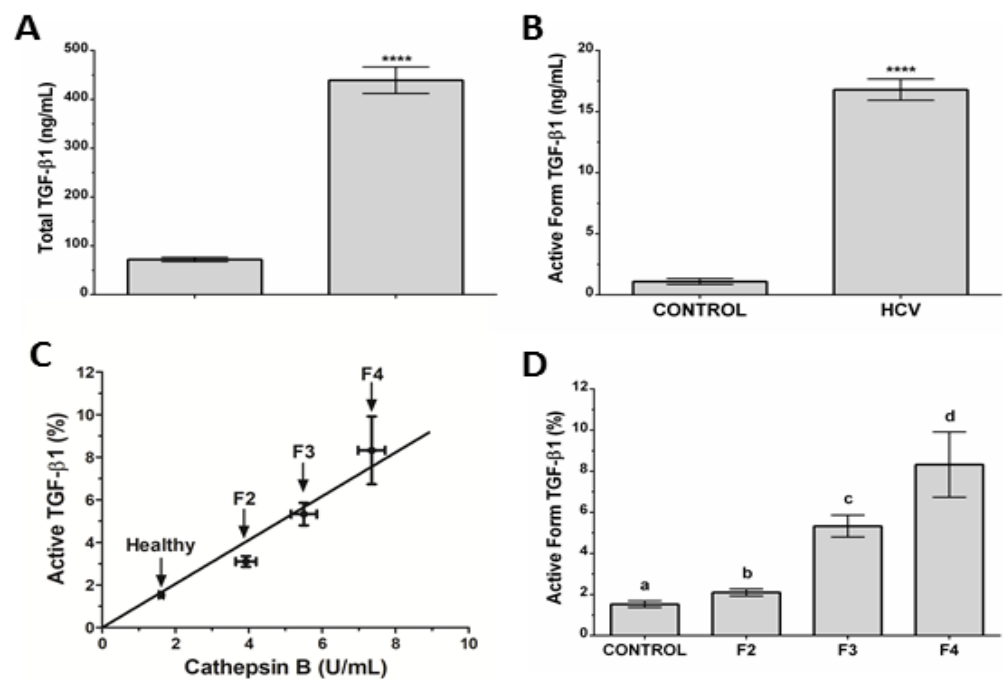 A
Total TGF-β1 (ng/mL)
500
400
300
200
100
0
****
B
Active Form TGF-β1 (ng/mL)
20
15
10
5
0
****
CONTROL HCV
C
Active TGF-β1 (%)
12
10
8
6
4
2
0
Healthy
F2
F3
F4
0 2 4 6 8 10
Cathepsin B (U/mL)
D
Active Form TGF-β1 (%)
12
10
8
6
4
2
0
a
b
c
d
CONTROL F2 F3 F4